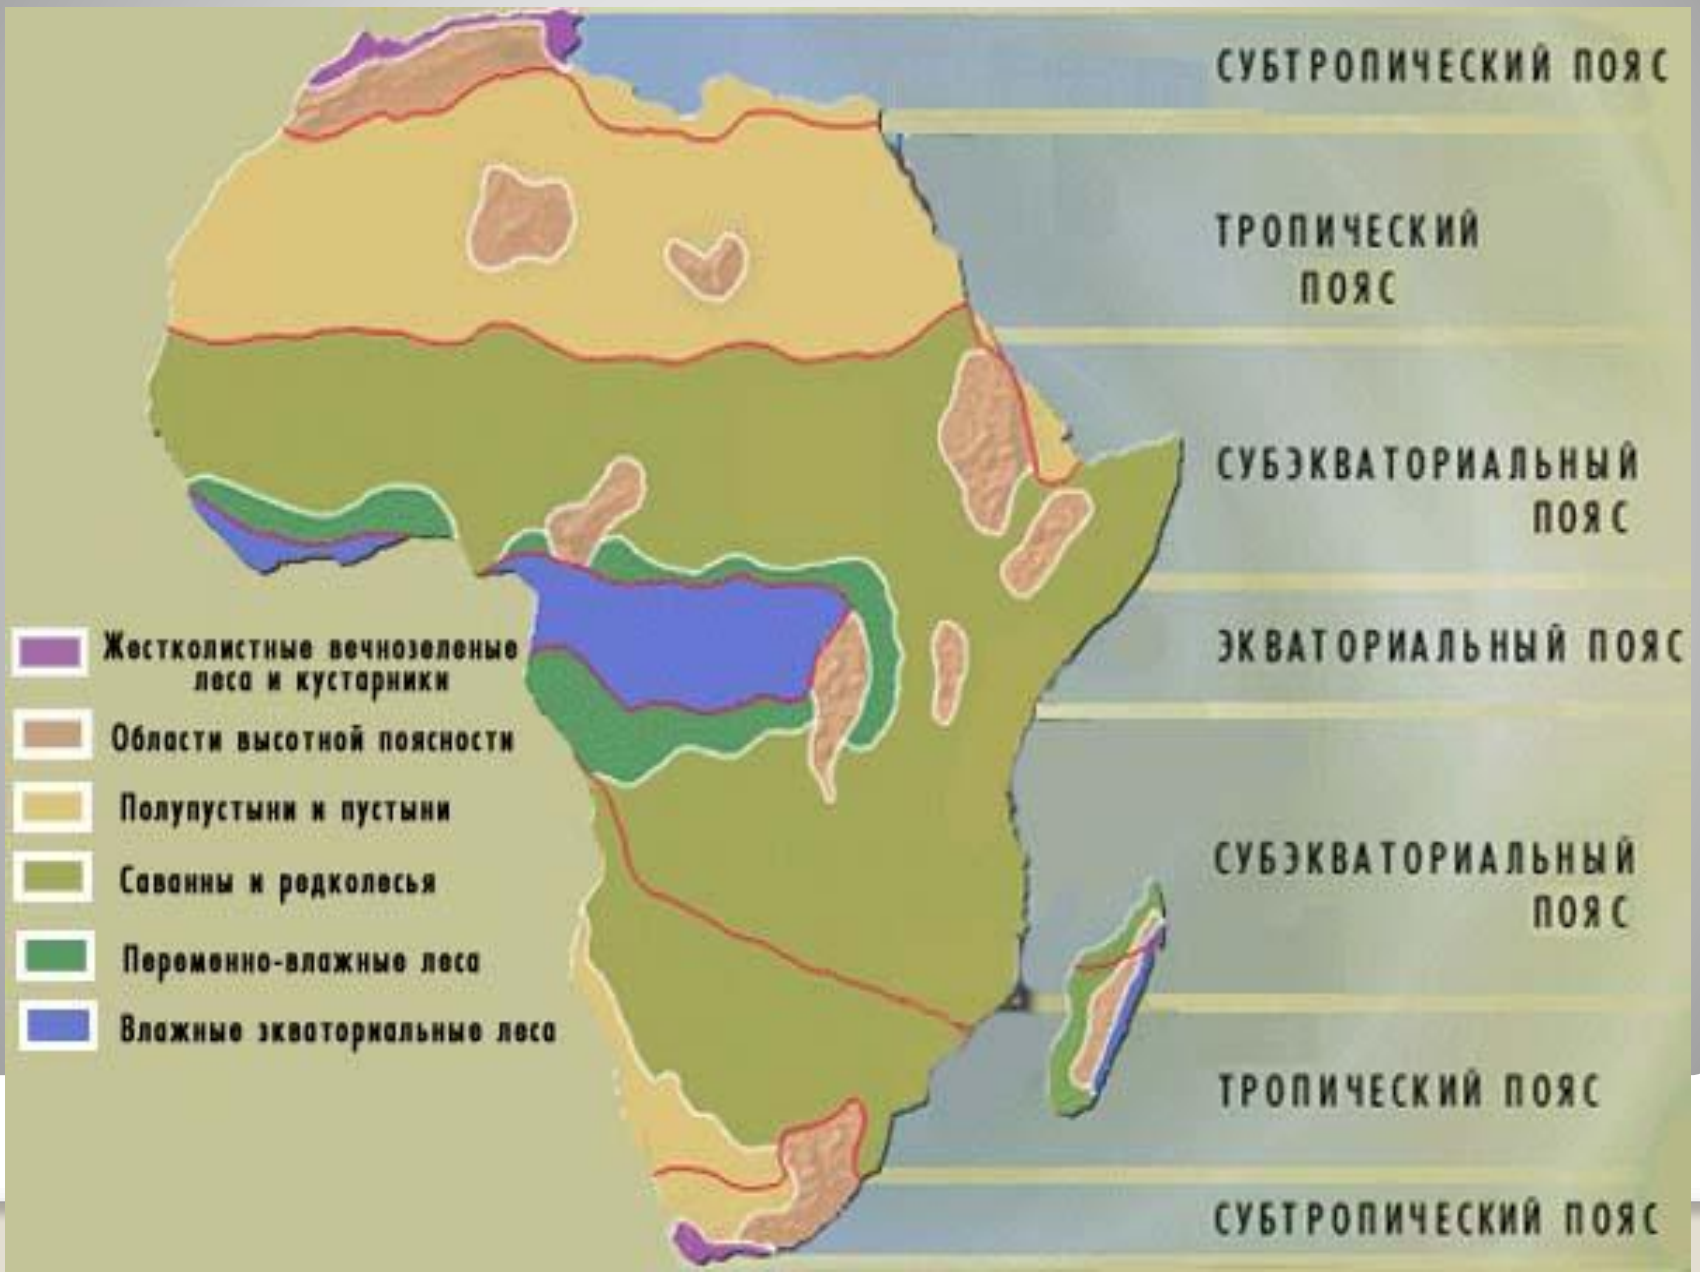 СУБТРОПИЧЕСКИЙ ПОЯС
ТРОПИЧЕСКИЙ
ПОЯС
СУБЭКВАТОРИАЛЬНЫЙ
ПОЯС
ЭКВАТОРИАЛЬНЫЙ ПОЯС
СУБЭКВАТОРИАЛЬНЫЙ
ПОЯС
ТРОПИЧЕСКИЙ ПОЯС
СУБТРОПИЧЕСКИЙ ПОЯС
Жестколистные вечнозеленые
леса и кустарники
Области высотной поясности
Полупустыни и пустыни
Саванны и редколесья
Переменно-влажные леса
Влажные экваториальные леса